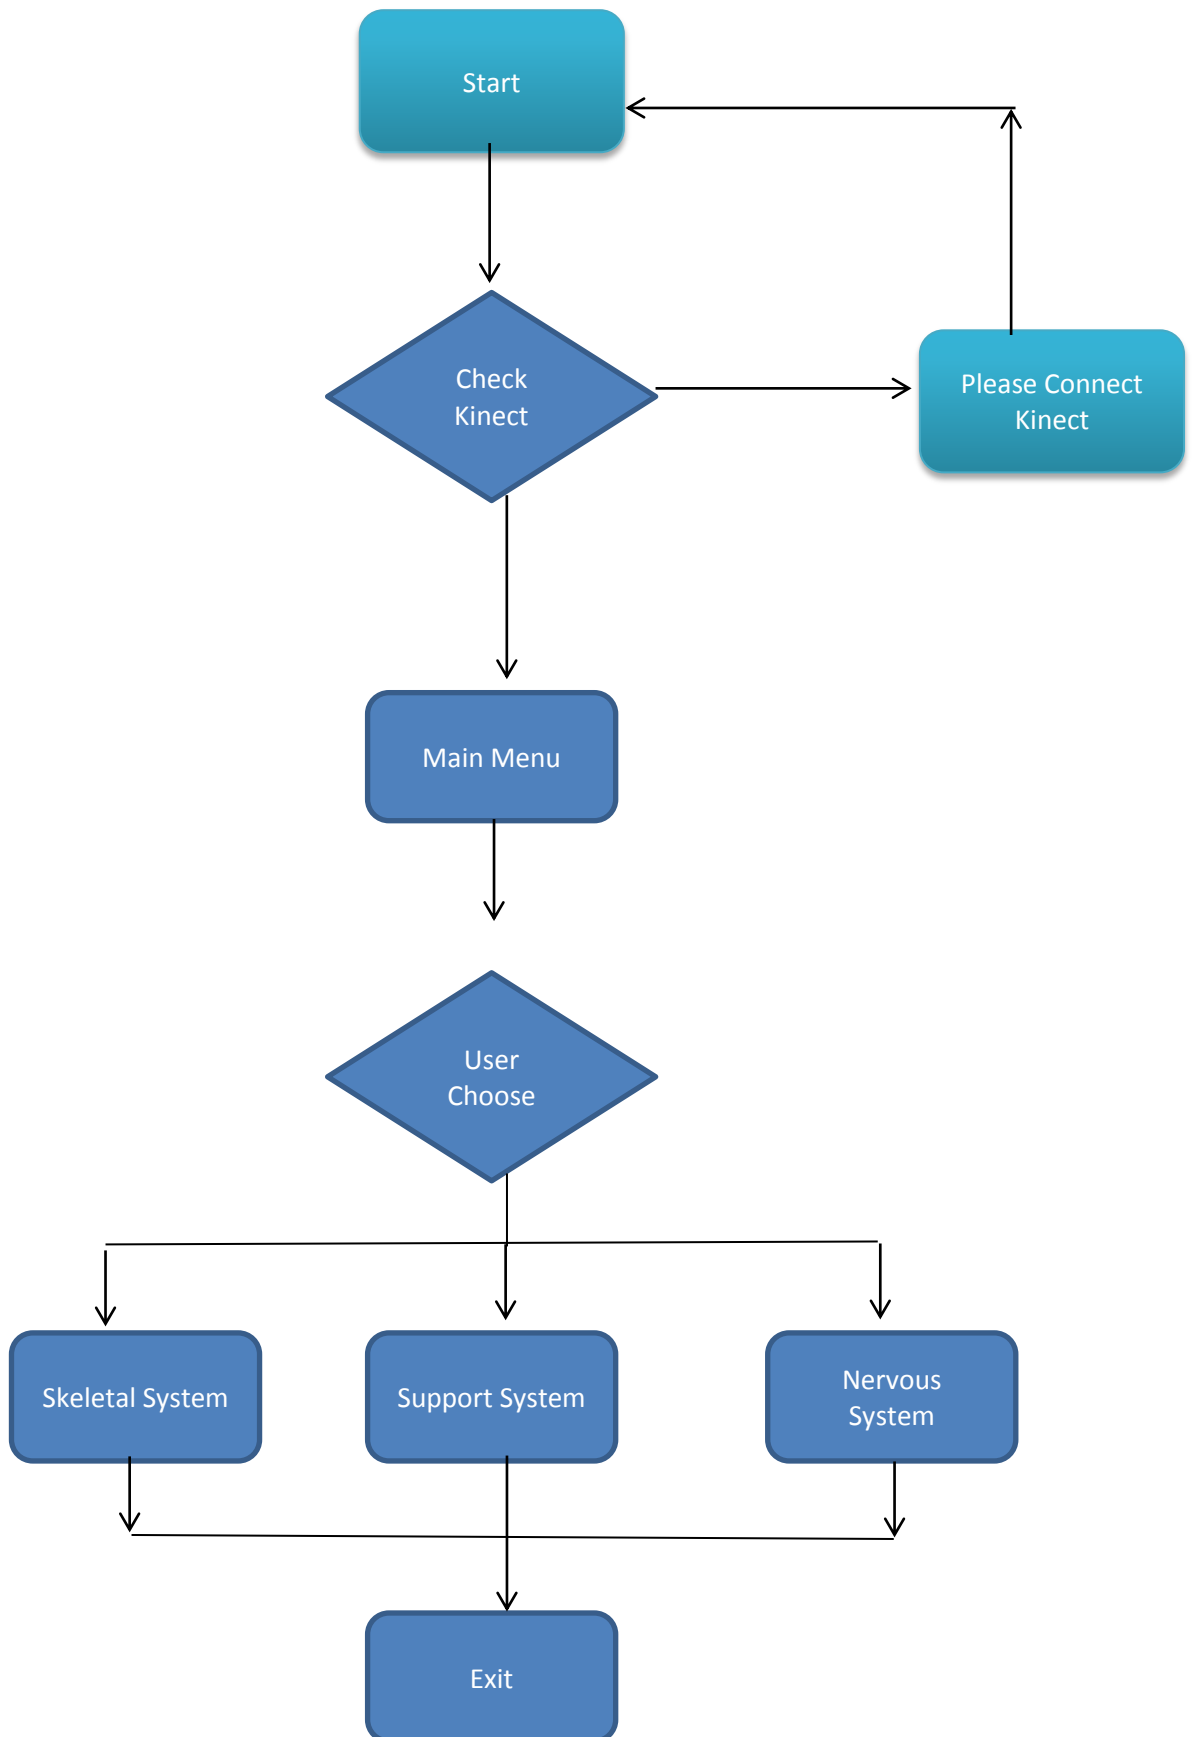 Start
Check
Kinect
Please Connect
Kinect
Main Menu
User
Choose
Skeletal System
Support System
Nervous
System
Exit